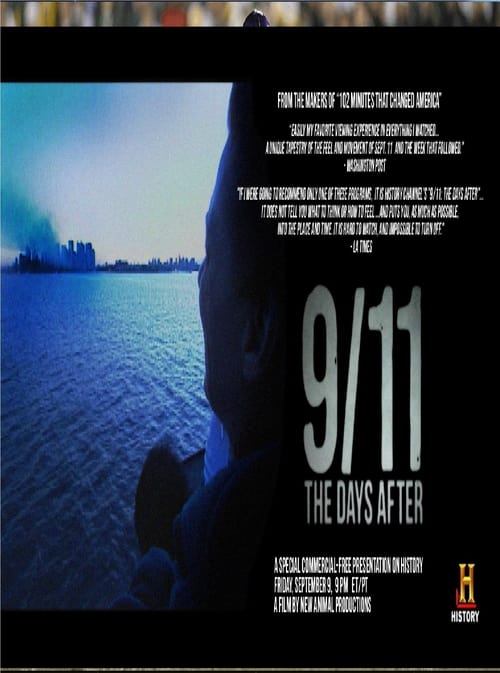 FROM THE MAKERS OF "102 MINUTES THAT CHANGED AMERICA"
"EASILY MY FAVORITE VIEWING EXPERIENCE IN EVERYTHING I WATCHED...
A UNIQUE TAPESTRY OF THE FEEL AND MOVEMENT OF SEPT. 11 AND THE WEEK THAT FOLLOWED."
- WASHINGTON POST
"IF I WERE GOING TO RECOMMEND ONLY ONE OF THESE PROGRAMS, IT IS HISTORY CHANNEL'S '9/11: THE DAYS AFTER'...
IT DOES NOT TELL YOU WHAT TO THINK OR HOW TO FEEL ...AND PUTS YOU, AS MUCH AS POSSIBLE,
INTO THE PLACE AND TIME. IT IS HARD TO WATCH, AND IMPOSSIBLE TO TURN OFF."
- LA TIMES
9/11
THE DAYS AFTER
A SPECIAL COMMERCIAL-FREE PRESENTATION ON HISTORY
FRIDAY, SEPTEMBER 9, 9 PM ET/PT
A FILM BY NEW ANIMAL PRODUCTIONS
H
HISTORY